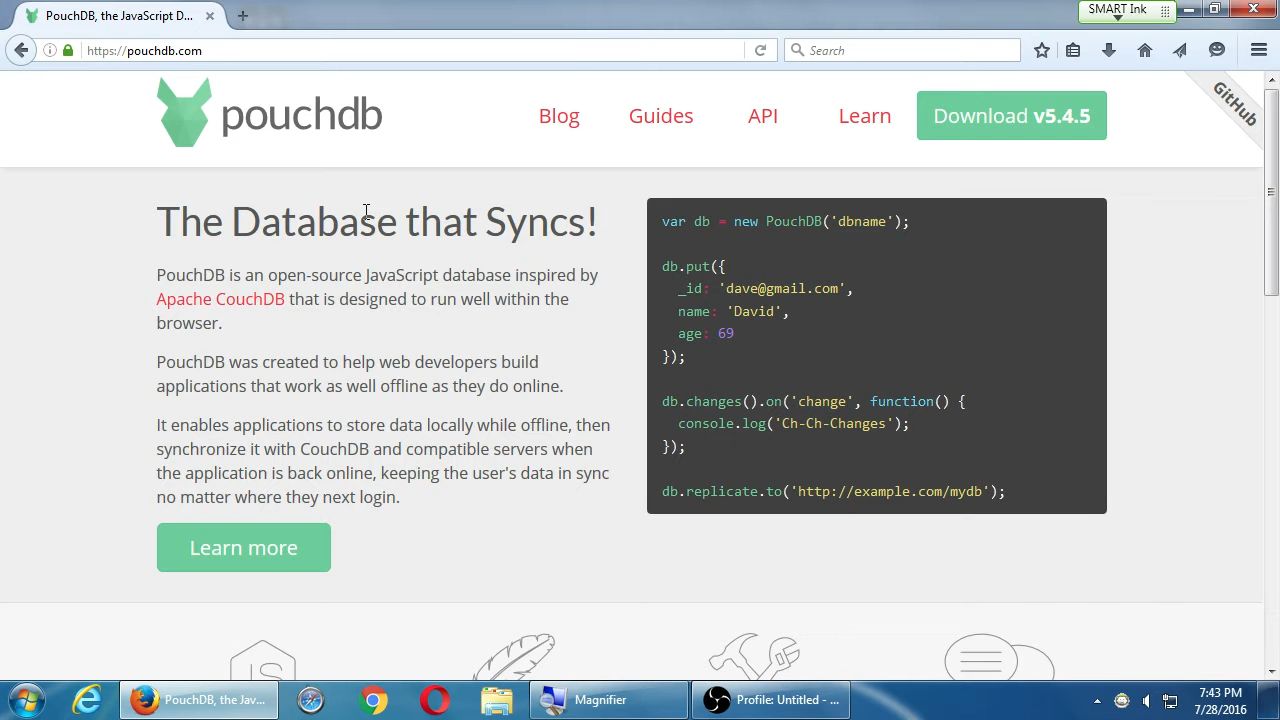 PouchDB, the JavaScript D...
SMART Ink
https://pouchdb.com
Search
pouchdb
Blog
Guides
API
Learn
Download v5.4.5
GitHub
The Database that Syncs!
PouchDB is an open-source JavaScript database inspired by
Apache CouchDB that is designed to run well within the
browser.
PouchDB was created to help web developers build
applications that work as well offline as they do online.
It enables applications to store data locally while offline, then
synchronize it with CouchDB and compatible servers when
the application is back online, keeping the user's data in sync
no matter where they next login.
Learn more
var db = new PouchDB('dbname');
db.put({
_id: 'dave@gmail.com',
name: 'David',
age: 69
});
db.changes().on('change', function() {
console.log('Ch-Ch-Changes');
});
db.replicate.to('http://example.com/mydb');
JS
PouchDB, the Jav...
Magnifier
Profile: Untitled - ...
7:43 PM
7/28/2016